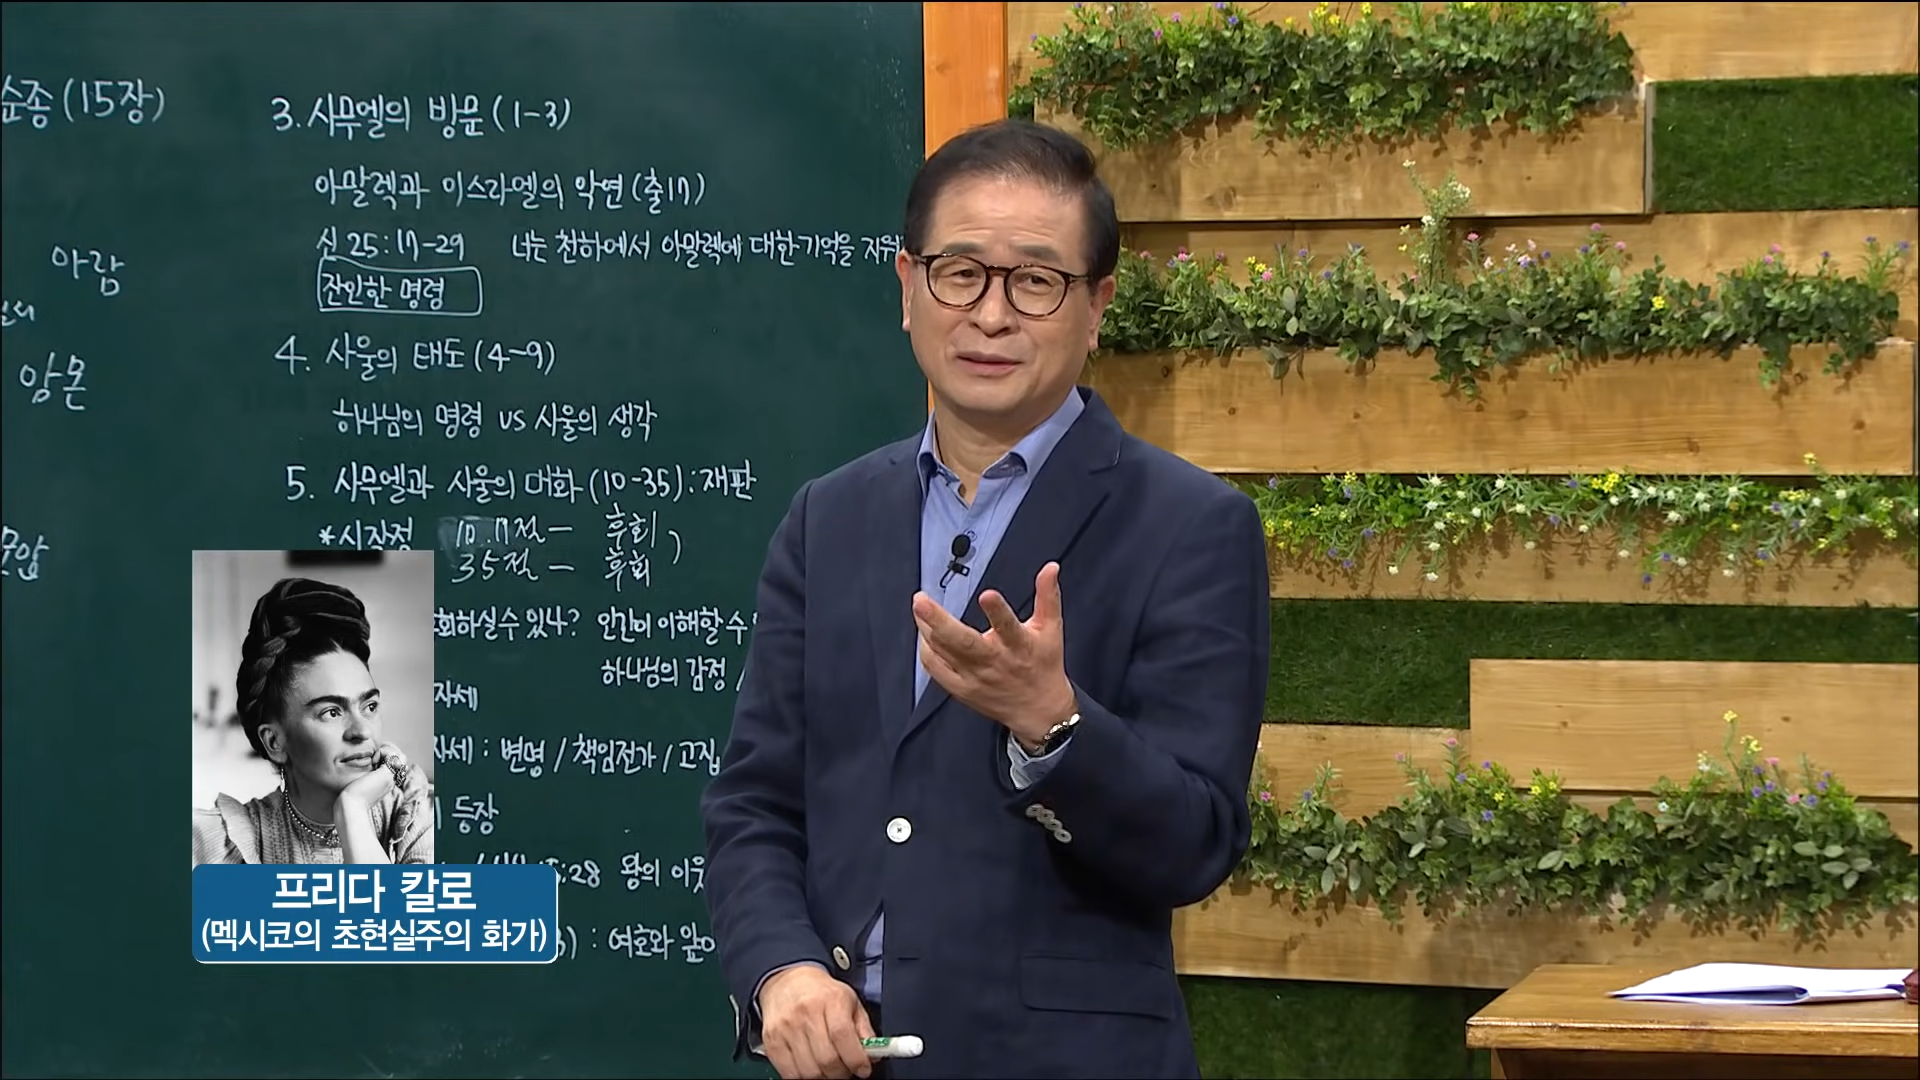 순종(15장)
아람
암몬
모압
3. 사무엘의 방문(1-3)
아말렉과 이스라엘의 악연(출17)
신 25:17-29 너는 천하에서 아말렉에 대한 기억을 지워
잔인한 명령
4. 사울의 태도(4-9)
하나님의 명령 vs 사울의 생각
5. 사무엘과 사울의 대화(10-35):재판
*시작점 10.11절 - 후회
35절 - 후회
회하실 수 있나? 인간이 이해할 수
하나님의 감정 /
자세
자세 : 변명 / 책임전가 / 고집
등장
:28 왕의 이웃
3) : 여호와 앞에
프리다 칼로
(멕시코의 초현실주의 화가)